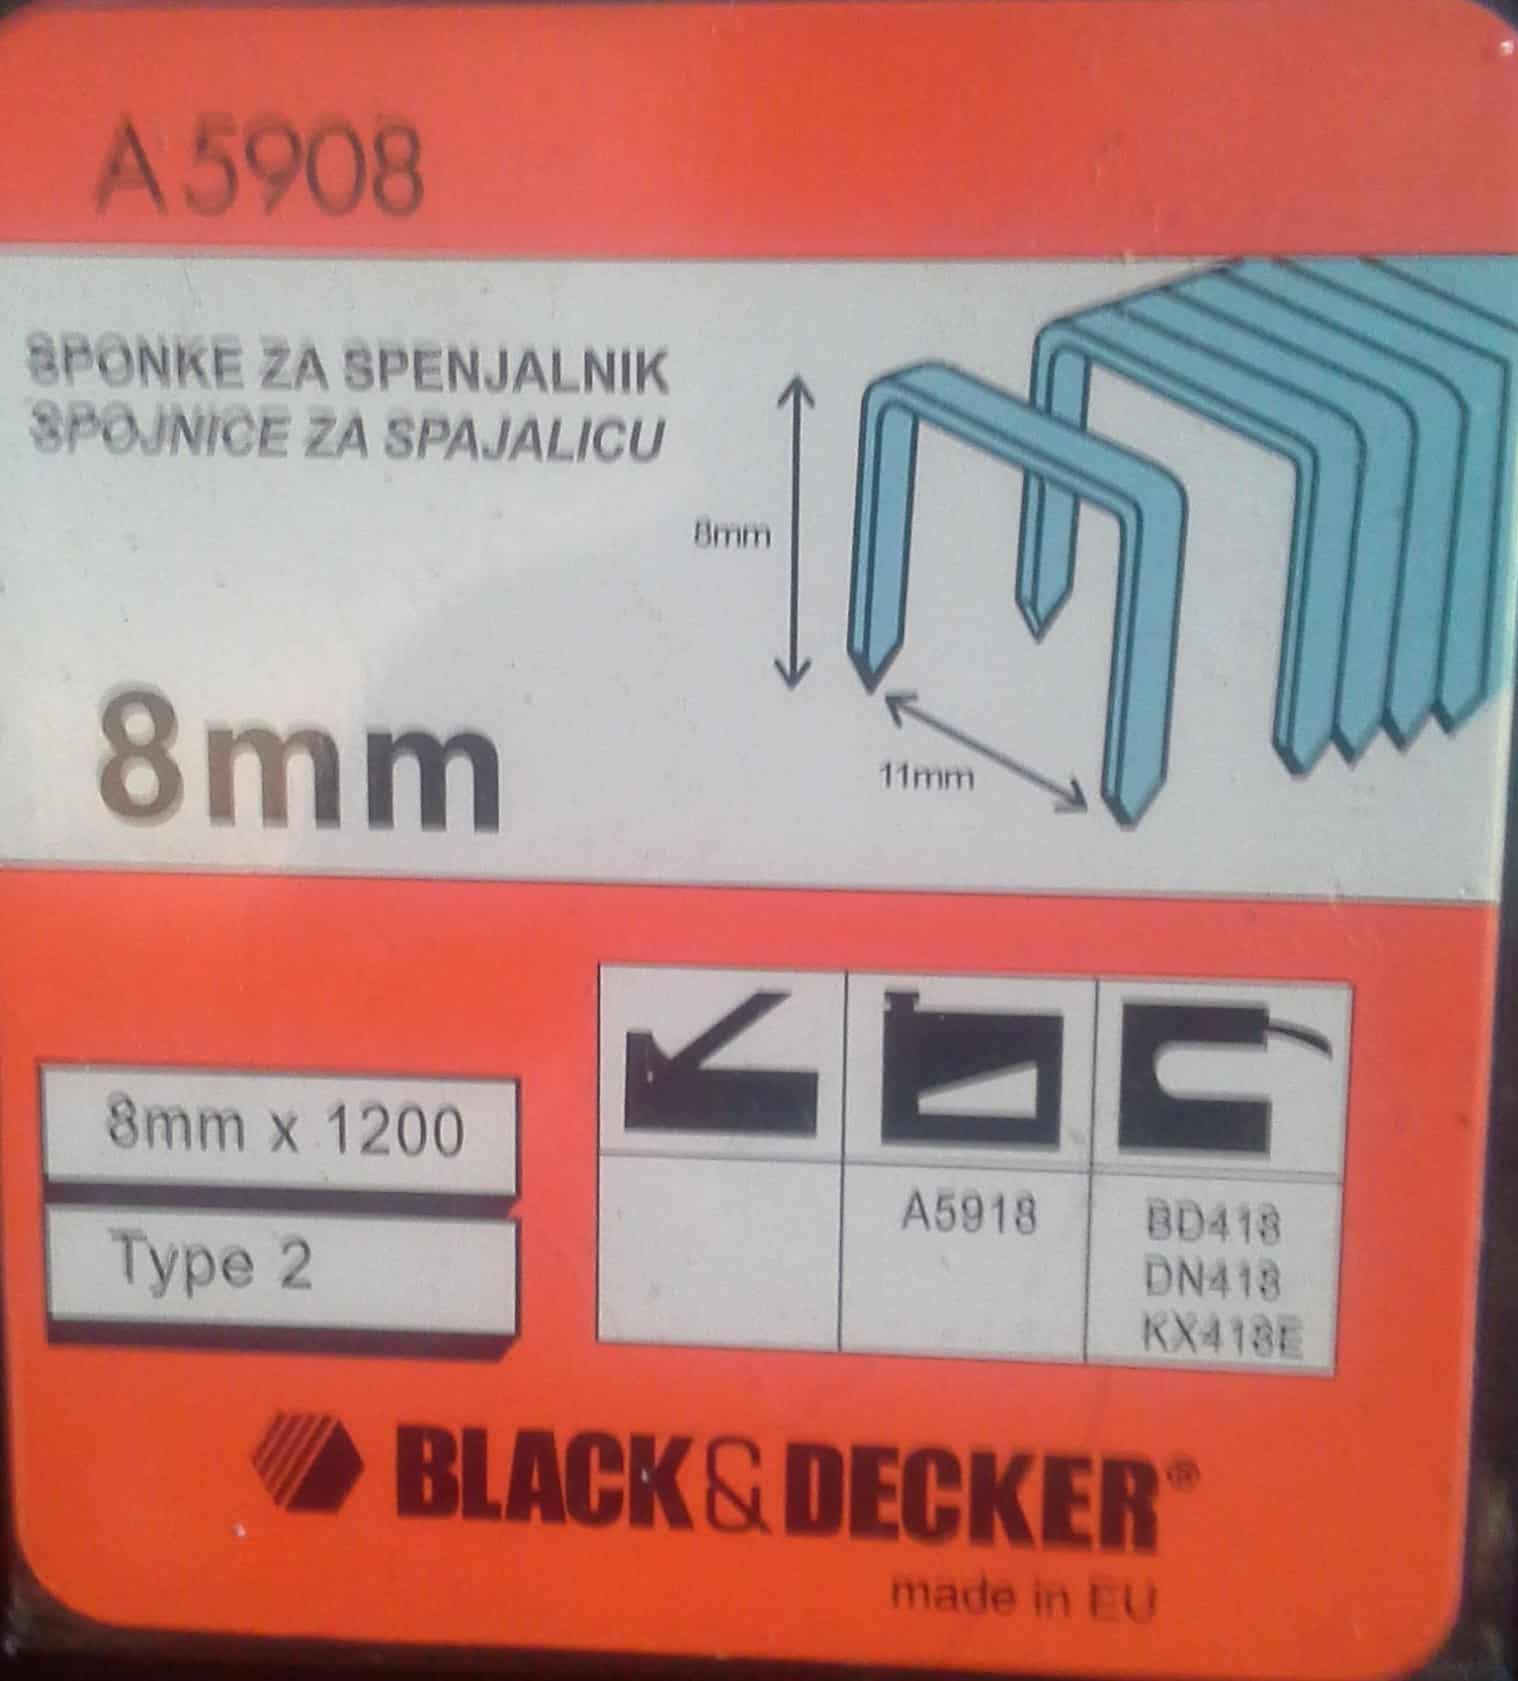 A5908
SPONKE ZA SPENJALNIK
SPOJNICE ZA SPAJALICU
8mm
8mm
11mm
8mm x 1200
Type 2
A5918
BD418
DN418
KX418E
BLACK&DECKER®
made in EU